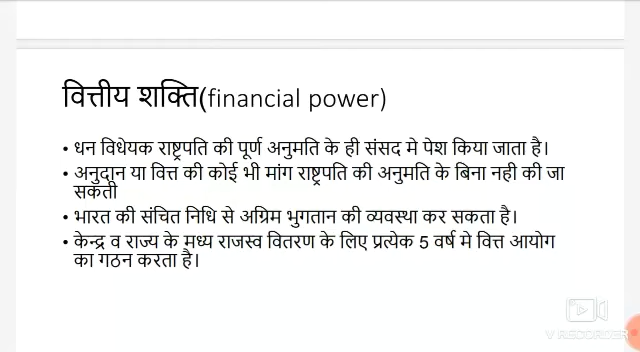 वित्तीय शक्ति(financial power)
• धन विधेयक राष्ट्रपति की पूर्ण अनुमति के ही संसद मे पेश किया जाता है।
• अनुदान या वित्त की कोई भी मांग राष्ट्रपति की अनुमति के बिना नही की जा
सकती
• भारत की संचित निधि से अग्रिम भुगतान की व्यवस्था कर सकता है।
• केन्द्र व राज्य के मध्य राजस्व वितरण के लिए प्रत्येक 5 वर्ष मे वित्त आयोग
का गठन करता है।
V RECORDER